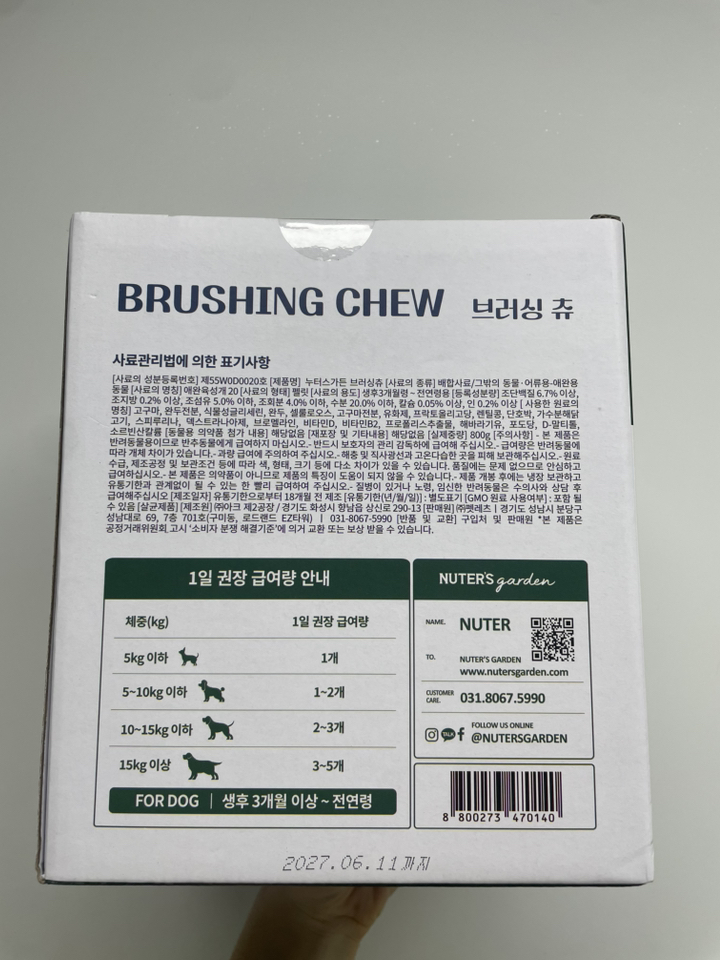 BRUSHING CHEW 브러싱 츄
사료관리법에 의한 표기사항
[사료의 성분등록번호] 제55W0D0020호 [제품명] 누터스가든 브러싱츄 [사료의 종류] 배합사료/그밖의 동물·어류용-애완용
동물 [사료의 명칭] 애완육성개 20 [사료의 형태] 펠릿 [사료의 용도] 생후3개월령~전연령용 [등록성분량] 조단백질 6.7% 이상,
조지방 0.2% 이상, 조섬유 5.0% 이하, 조회분 4.0% 이하, 수분 20.0% 이하, 칼슘 0.05% 이상, 인 0.2% 이상 [ 사용한 원료의
명칭] 고구마, 완두전분, 식물성글리세린, 완두, 셀룰로오스, 고구마전분, 유화제, 프락토올리고당, 렌틸콩, 단호박, 가수분해닭
고기, 스피루리나, 덱스트라나아제, 브로멜라인, 비타민D, 비타민B2, 프로폴리스추출물, 해바라기유, 포도당, D-말티톨,
소르빈산칼륨 [동물용 의약품 첨가 내용] 해당없음 [재포장 및 기타내용] 해당없음 [실제중량] 800g [주의사항] - 본 제품은
반려동물용이므로 반추동물에게 급여하지 마십시오.- 반드시 보호자의 관리 감독하에 급여해 주십시오.- 급여량은 반려동물에
따라 개체 차이가 있습니다.- 과량 급여에 주의하여 주십시오.- 해충 및 직사광선과 고온다습한 곳을 피해 보관해주십시오.- 원료
수급, 제조공정 및 보관조건 등에 따라 색, 형태, 크기 등에 다소 차이가 있을 수 있습니다. 품질에는 문제 없으므로 안심하고
급여하십시오.- 본 제품은 의약품이 아니므로 제품의 특징이 도움이 되지 않을 수 있습니다.- 제품 개봉 후에는 냉장 보관하고
유통기한과 관계없이 될 수 있는 한 빨리 급여하여 주십시오.- 질병이 있거나 노령, 임신한 반려동물은 수의사와 상담 후
급여해주십시오 [제조일자] 유통기한으로부터 18개월 전 제조 [유통기한(년/월/일)] : 별도표기 [GMO 원료 사용여부] : 포함 될
수 있음 [살균제품] [제조원] ㈜아크 제2공장 / 경기도 화성시 향남읍 상신로 290-13 [판매원] ㈜펫레츠 | 경기도 성남시 분당구
성남대로 69, 7층 701호(구미동, 로드랜드 EZ타워) | 031-8067-5990 [반품 및 교환] 구입처 및 판매원 *본 제품은
공정거래위원회 고시 '소비자 분쟁 해결기준'에 의거 교환 또는 보상 받을 수 있습니다.
1일 권장 급여량 안내
체중(kg) 1일 권장 급여량
5kg 이하 1개
5~10kg 이하 1~2개
10~15kg 이하 2~3개
15kg 이상 3~5개
FOR DOG | 생후 3개월 이상 ~ 전연령
NUTER'S garden
NAME. NUTER
TO. NUTER'S GARDEN
www.nutersgarden.com
CUSTOMER CARE. 031.8067.5990
FOLLOW US ONLINE
TALK f @NUTERSGARDEN
8 800273 470140
2027.06.11까지